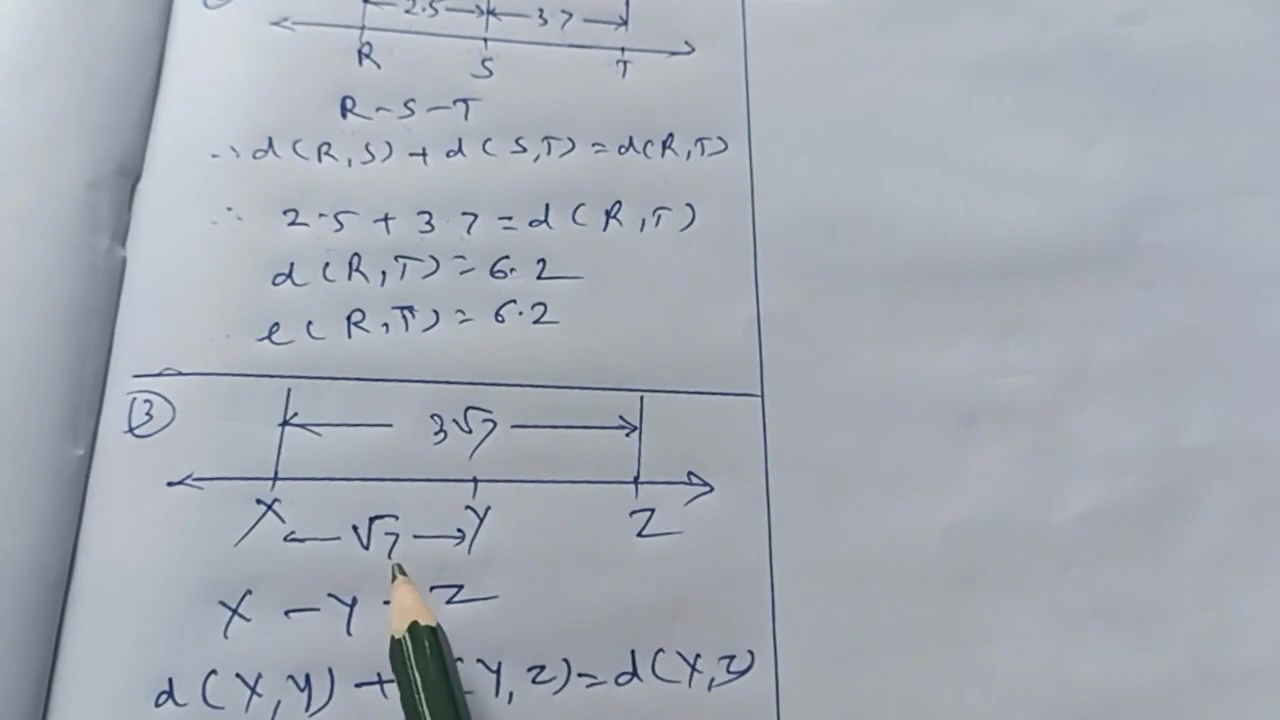 2.5 3.7
R S T
R-S-T
∴ d(R,S) + d(S,T) = d(R,T)
∴ 2.5 + 3.7 = d(R,T)
d(R,T) = 6.2
l(R,T) = 6.2
③ 3√7
X √7 Y Z
X - Y - Z
d(X,Y) + (Y,Z) = d(X,Z)